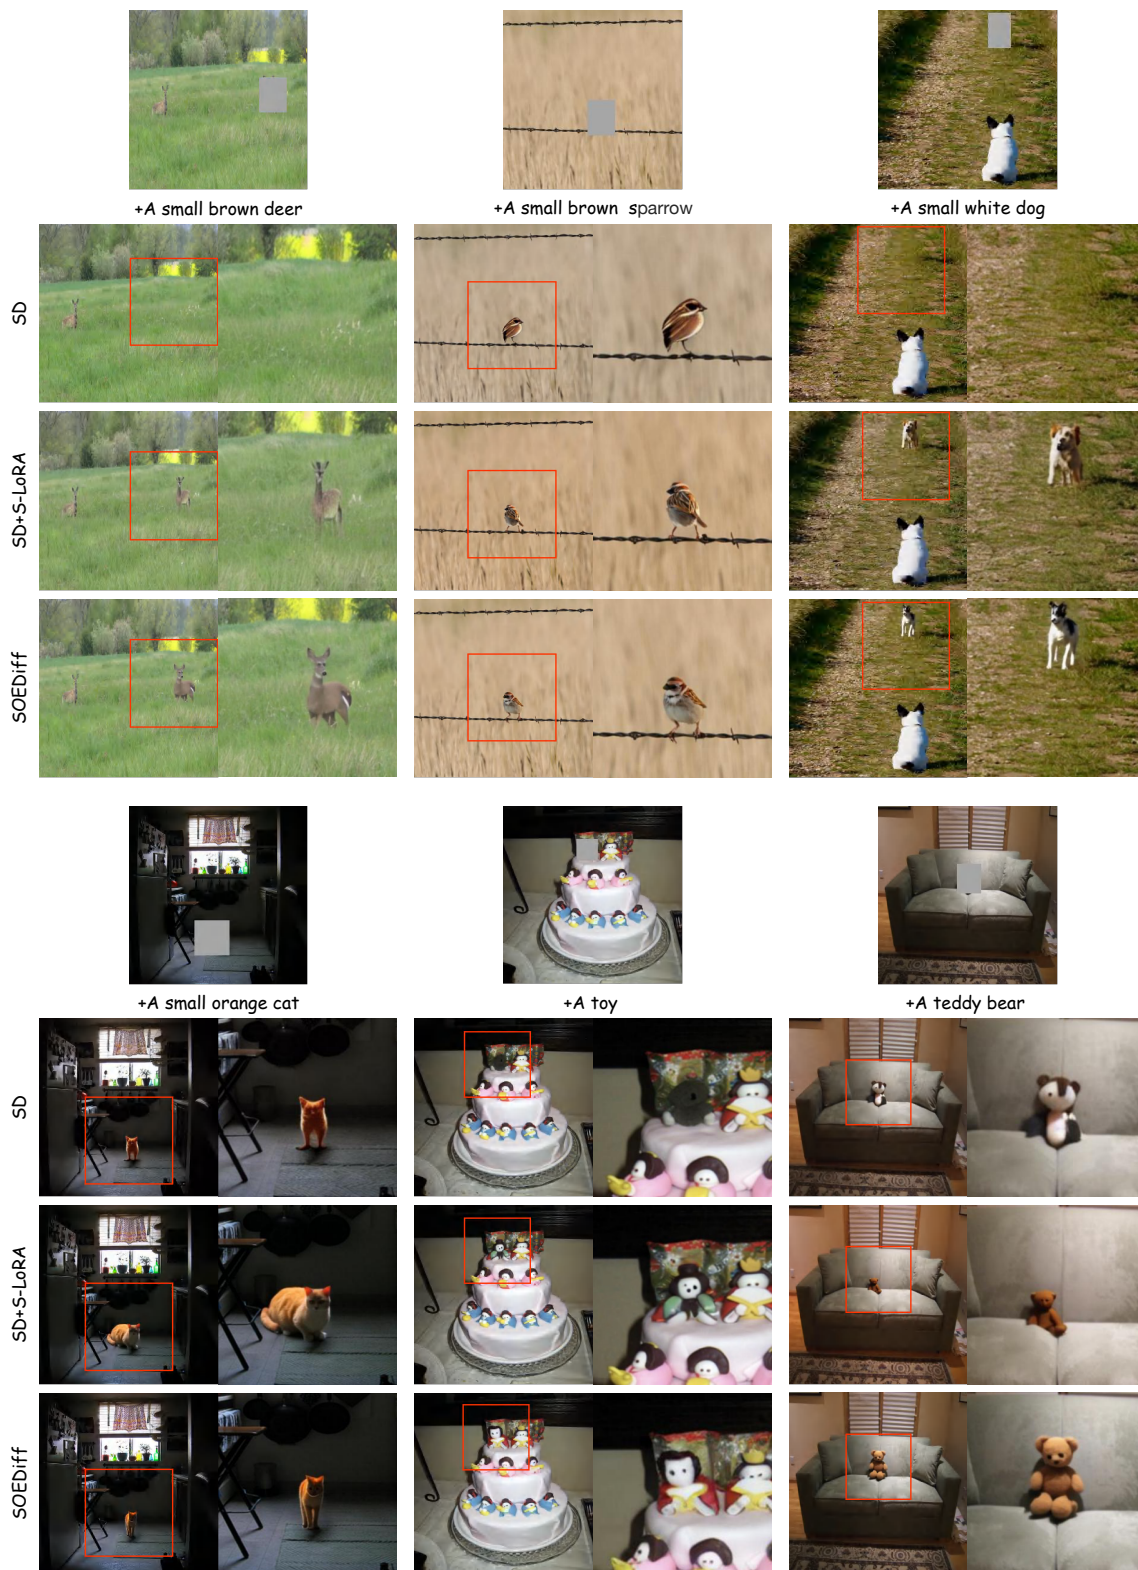 +A small brown deer
+A small brown sparrow
+A small white dog
SD
SD+S-LoRA
SOEDiff
+A small orange cat
+A toy
+A teddy bear
SD
SD+S-LoRA
SOEDiff